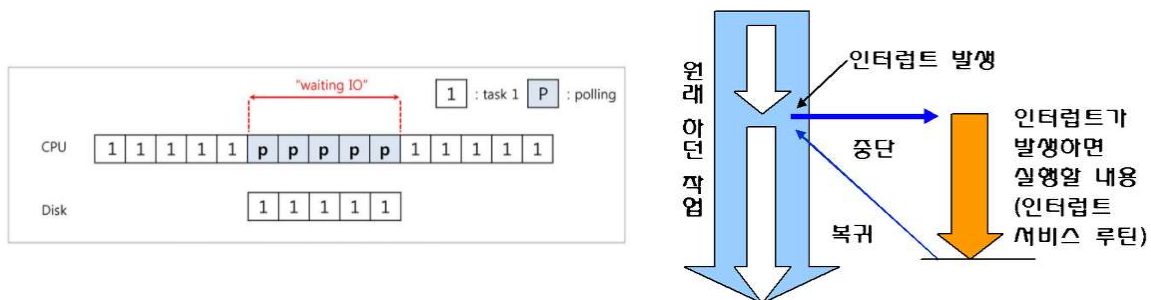 "waiting IO"
1 : task 1 P : polling
CPU 1 1 1 1 1 p p p p p 1 1 1 1 1
Disk 1 1 1 1 1
원래 하던 작업
인터럽트 발생
중단
복귀
인터럽트가
발생하면
실행할 내용
(인터럽트
서비스 루틴)